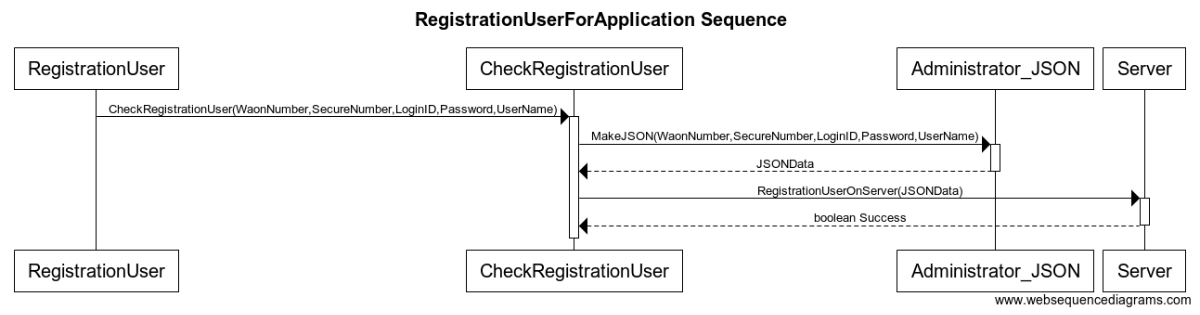 RegistrationUserForApplication Sequence
RegistrationUser
CheckRegistrationUser
Administrator_JSON
Server
CheckRegistrationUser(WaonNumber,SecureNumber,LoginID,Password,UserName)
MakeJSON(WaonNumber,SecureNumber,LoginID,Password,UserName)
JSONData
RegistrationUserOnServer(JSONData)
boolean Success
RegistrationUser
CheckRegistrationUser
Administrator_JSON
Server
www.websequencediagrams.com